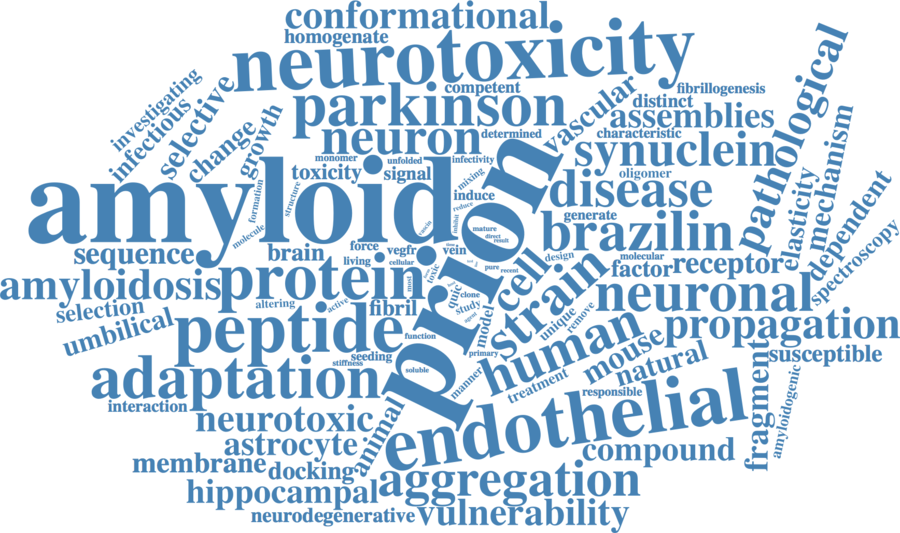 conformational
homogenate
neurotoxicity
investigating
infectious
selective
change
growth
parkinson
competent
vascular
fibrillogenesis
distinct
assemblies
pathological
neuron
determined
characteristic
synuclein
mechanism
monomer
unfolded
infectivity
toxicity
signal
mixing
oligomer
elasticity
dependent
amyloid
prion
induce
reduce
disease
formation
structure
molecule
inhibit
mature
direct
result
generate
brazilin
spectroscopy
sequence
brain
force
vegfr
vein
design
molecular
living
cellular
toxic
pure
recent
cell
factor
receptor
amyloidosis
protein
most
quic
clone
strain
neuronal
selection
altering
active
fibril
study
agent
unique
remove
umbilical
peptide
function
model
human
propagation
seeding
primary
mouse
susceptible
stiffness
soluble
manner
natural
adaptation
treatment
responsible
fragment
amyloidogenic
interaction
neurotoxic
animal
endothelial
astrocyte
compound
membrane
docking
hippocampal
aggregation
neurodegenerative
vulnerability